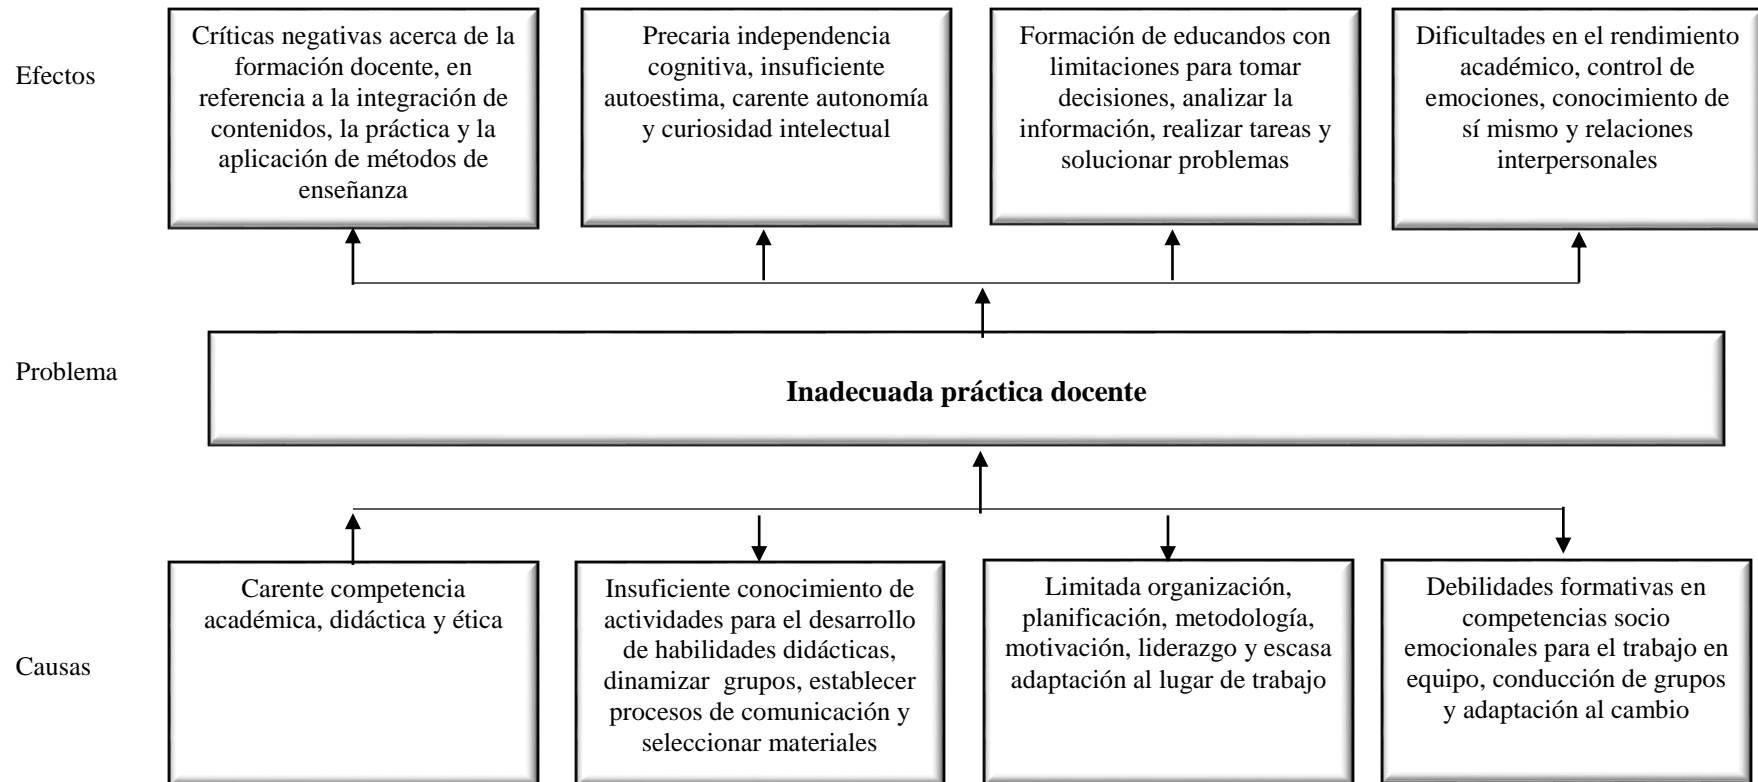 Efectos
Críticas negativas acerca de la
formación docente, en
referencia a la integración de
contenidos, la práctica y la
aplicación de métodos de
enseñanza
Precaria independencia
cognitiva, insuficiente
autoestima, carente autonomía
y curiosidad intelectual
Formación de educandos con
limitaciones para tomar
decisiones, analizar la
información, realizar tareas y
solucionar problemas
Dificultades en el rendimiento
académico, control de
emociones, conocimiento de
sí mismo y relaciones
interpersonales
Problema
Inadecuada práctica docente
Causas
Carente competencia
académica, didáctica y ética
Insuficiente conocimiento de
actividades para el desarrollo
de habilidades didácticas,
dinamizar grupos, establecer
procesos de comunicación y
seleccionar materiales
Limitada organización,
planificación, metodología,
motivación, liderazgo y escasa
adaptación al lugar de trabajo
Debilidades formativas en
competencias socio
emocionales para el trabajo en
equipo, conducción de grupos
y adaptación al cambio